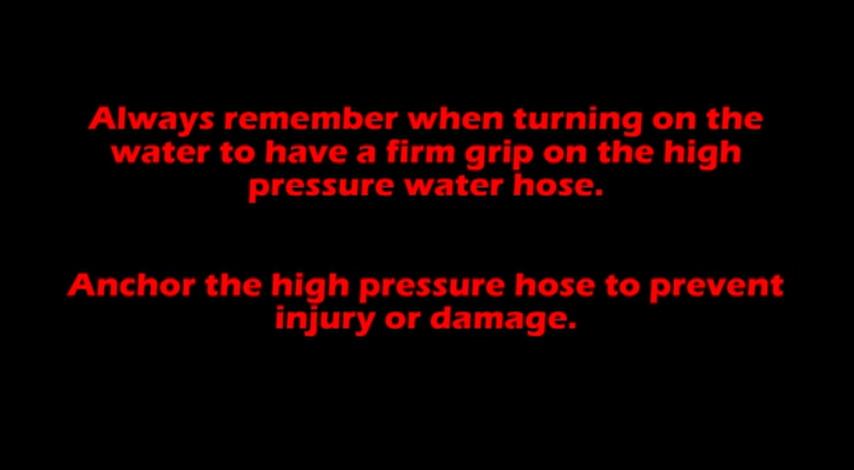 Always remember when turning on the
water to have a firm grip on the high
pressure water hose.
Anchor the high pressure hose to prevent
injury or damage.